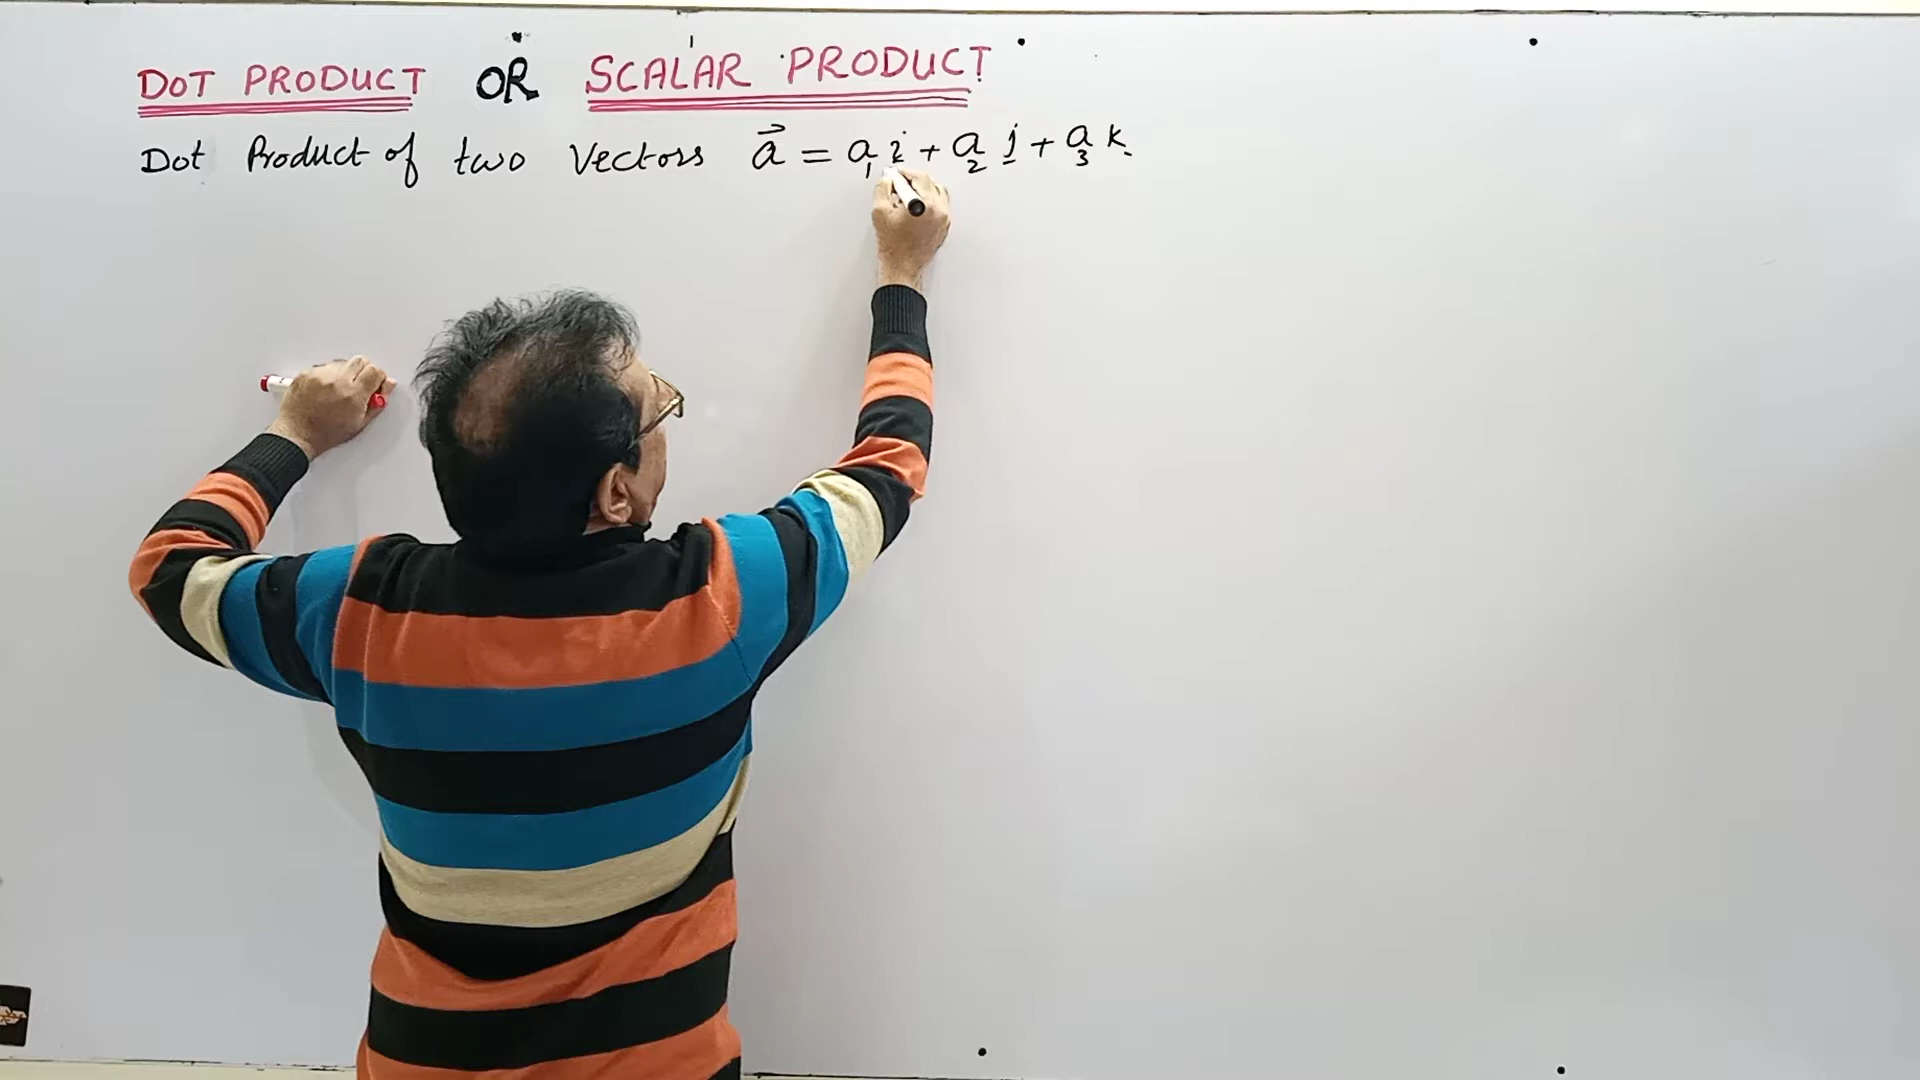 DOT PRODUCT OR SCALAR PRODUCT
Dot Product of two Vectors a⃗ = a₁ i + a₂ j + a₃ k